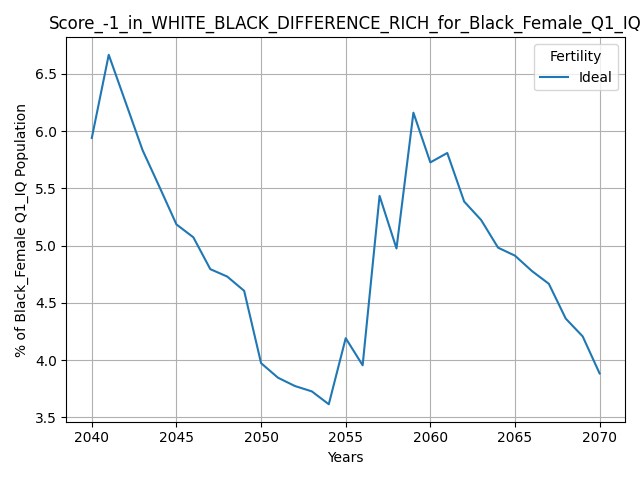 Score_-1_in_WHITE_BLACK_DIFFERENCE_RICH_for_Black_Female_Q1_IQ
Fertility
Ideal
% of Black_Female Q1_IQ Population
6.5
6.0
5.5
5.0
4.5
4.0
3.5
2040 2045 2050 2055 2060 2065 2070
Years